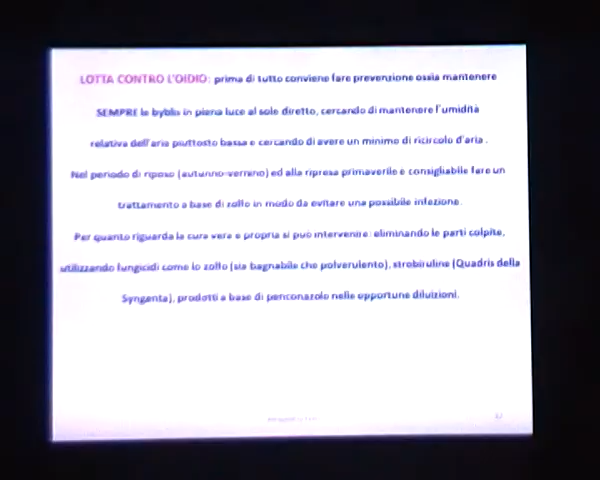 LOTTA CONTRO L'OIDIO: prima di tutto conviene fare prevenzione ossia mantenere
SEMPRE le byblis in piena luce al sole diretto, cercando di mantenere l'umidità
relativa dell'aria piuttosto bassa e cercando di avere un minimo di ricircolo d'aria.
Nel periodo di riposo (autunno-vernino) ed alla ripresa primaverile e consigliabile fare un
trattamento a base di zolfo in modo da evitare una possibile infezione.
Per quanto riguarda la cura vera e propria si può intervenire: eliminando le parti colpite,
utilizzando fungicidi come lo zolfo (sia bagnabile che polverulento), strobiruline (Quadris della
Syngenta), prodotti a base di penconazolo nelle opportune diluizioni.